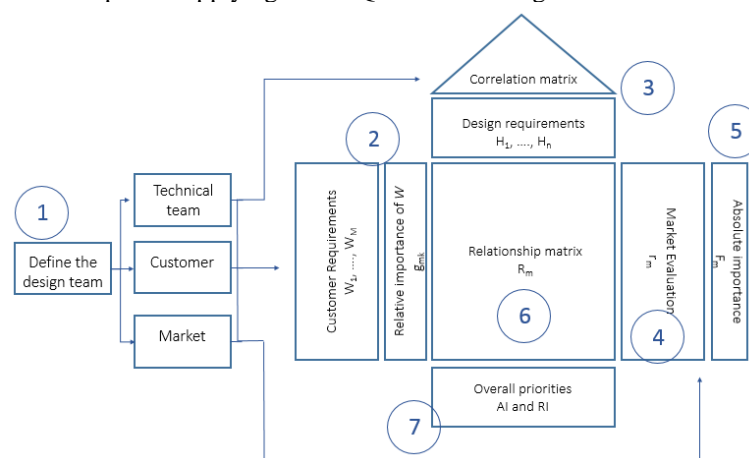 Correlation matrix
3
Design requirements
H1, ...., Hn
5
2
1
Define the
design team
Technical
team
Customer
Market
Customer Requirements
W1, ...., WM
Relative importance of W
gmk
Relationship matrix
Rm
6
Market Evaluation
rm
4
Absolute importance
Fm
Overall priorities
AI and RI
7